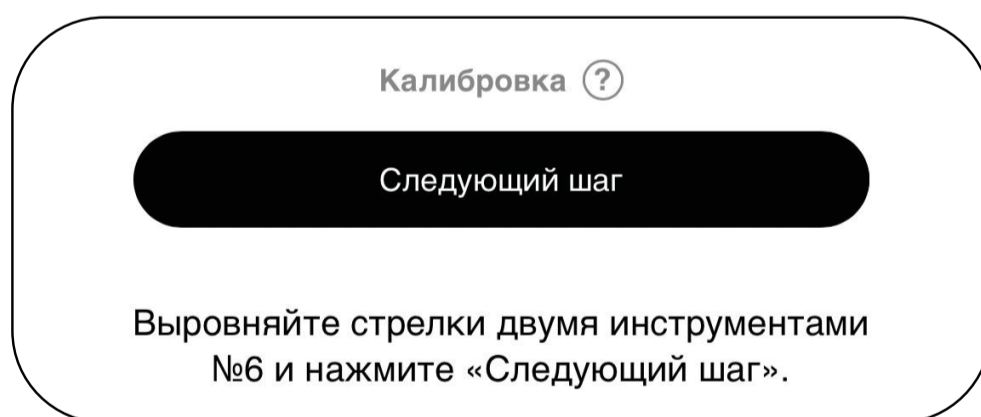 Калибровка ?
Следующий шаг
Выровняйте стрелки двумя инструментами
№6 и нажмите «Следующий шаг».